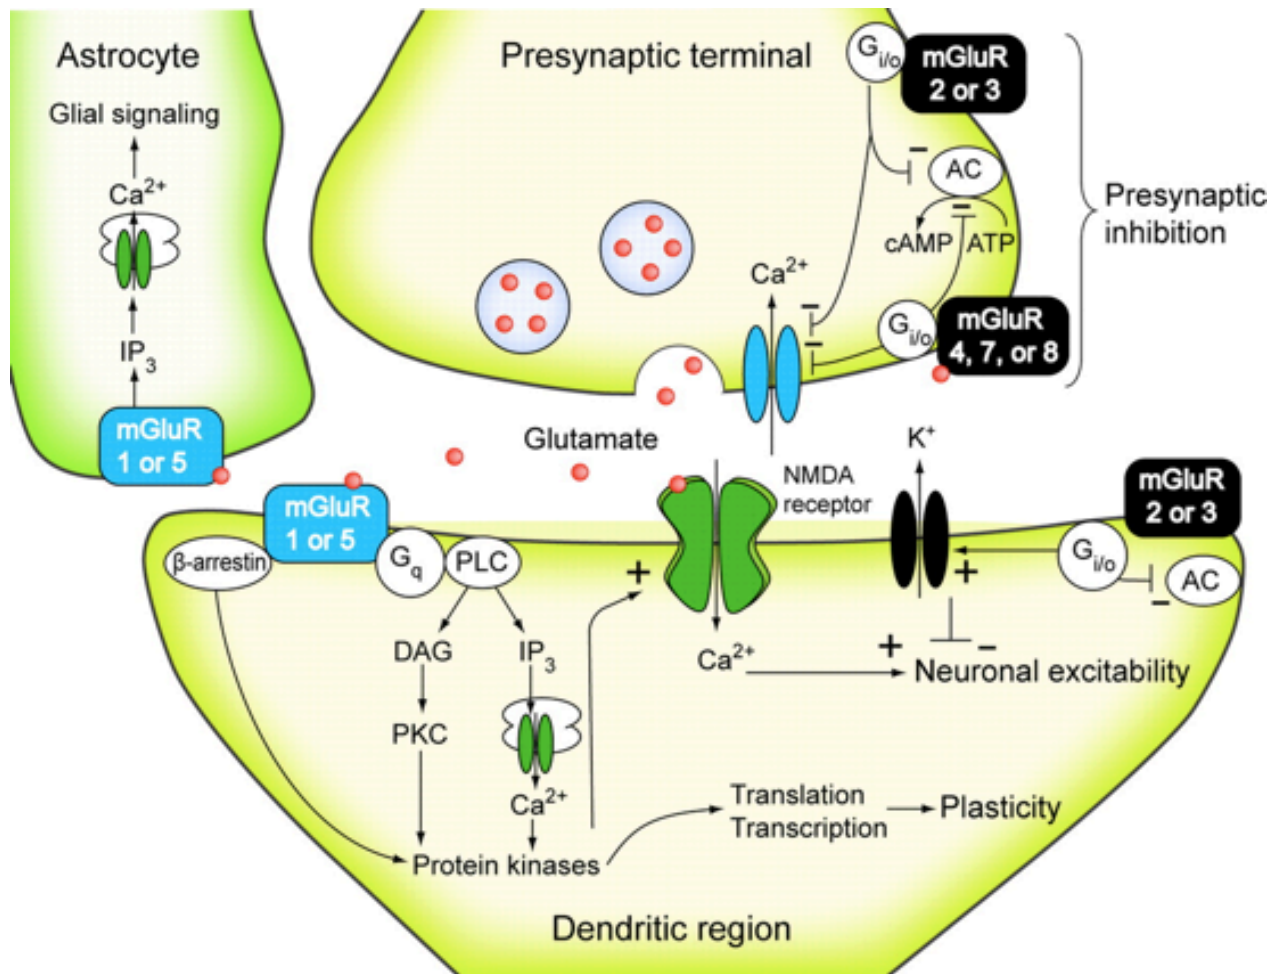 Astrocyte
Glial signaling
Ca2+
IP3
mGluR
1 or 5
Presynaptic terminal
Gi/o
mGluR
2 or 3
−
AC
−
cAMP
ATP
Ca2+
−
−
Gi/o
mGluR
4, 7, or 8
Presynaptic
inhibition
Glutamate
NMDA
receptor
K+
mGluR
2 or 3
mGluR
1 or 5
β-arrestin
Gq
PLC
+
+
Gi/o
−
AC
DAG
IP3
Ca2+
+
−
Neuronal excitability
PKC
Ca2+
Translation
Transcription
Plasticity
Protein kinases
Dendritic region